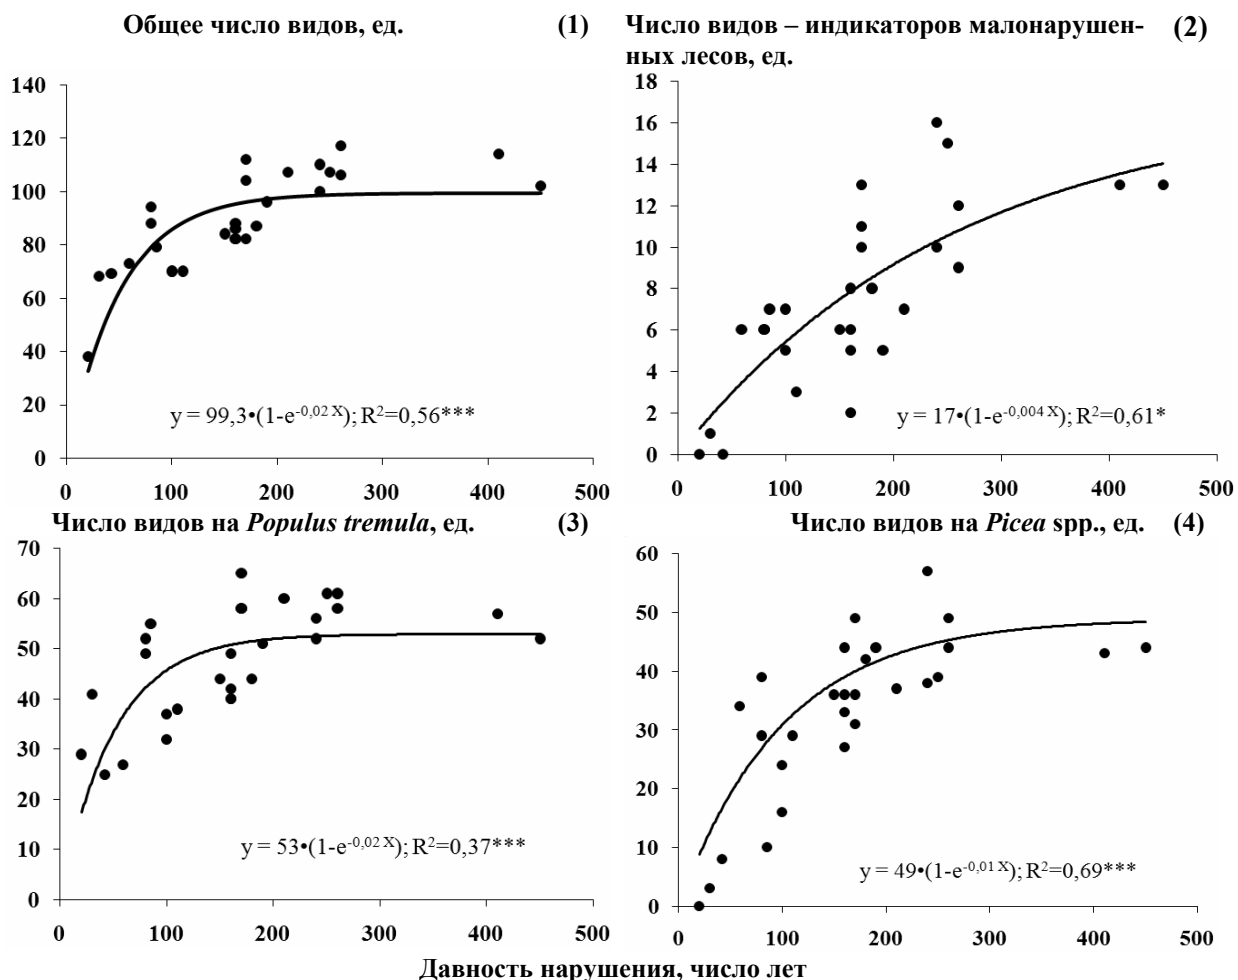 Общее число видов, ед. (1)
140
120
100
80
60
40
20
0
y = 99,3•(1-e-0,02 X); R2=0,56***
0 100 200 300 400 500
Число видов – индикаторов малонарушен-
ных лесов, ед. (2)
18
16
14
12
10
8
6
4
2
0
y = 17•(1-e-0,004 X); R2=0,61*
0 100 200 300 400 500
Число видов на Populus tremula, ед. (3)
70
60
50
40
30
20
10
0
y = 53•(1-e-0,02 X); R2=0,37***
0 100 200 300 400 500
Число видов на Picea spp., ед. (4)
60
50
40
30
20
10
0
y = 49•(1-e-0,01 X); R2=0,69***
0 100 200 300 400 500
Давность нарушения, число лет